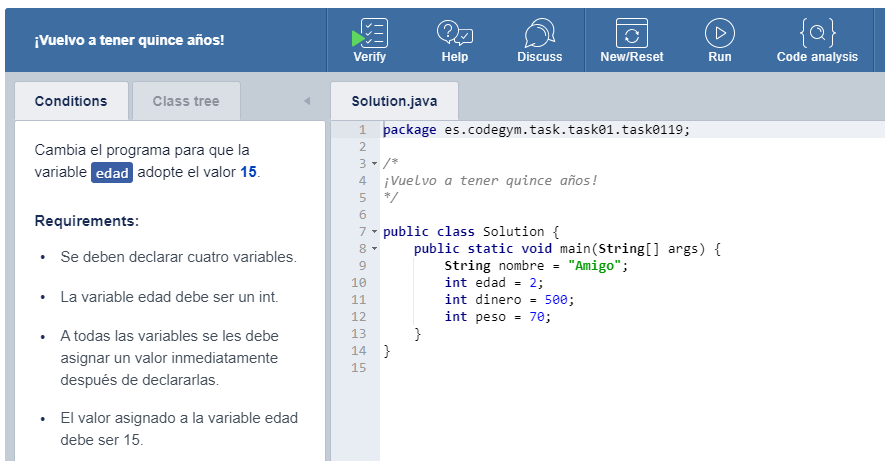 ¡Vuelvo a tener quince años!
Verify
Help
Discuss
New/Reset
Run
Code analysis
Conditions
Class tree
Cambia el programa para que la
variable edad adopte el valor 15.
Requirements:
• Se deben declarar cuatro variables.
• La variable edad debe ser un int.
• A todas las variables se les debe
asignar un valor inmediatamente
después de declararlas.
• El valor asignado a la variable edad
debe ser 15.
Solution.java
1 package es.codegym.task.task01.task0119;
2
3 /*
4 ¡Vuelvo a tener quince años!
5 */
6
7 public class Solution {
8     public static void main(String[] args) {
9         String nombre = "Amigo";
10         int edad = 2;
11         int dinero = 500;
12         int peso = 70;
13     }
14 }
15